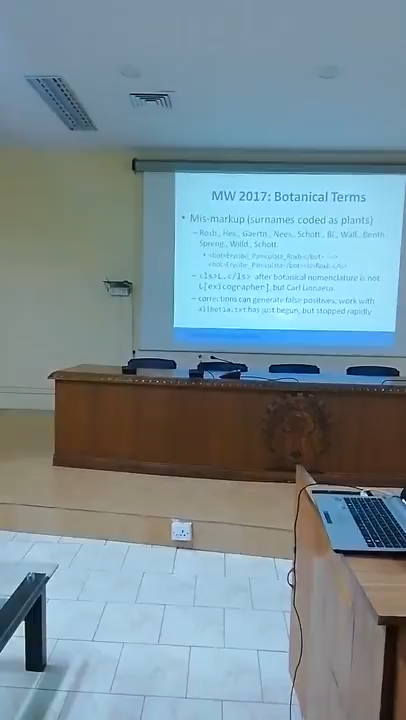 MW 2017: Botanical Terms
• Mis-markup (surnames coded as plants)
– Roxb., Hes., Gaertn., Nees., Schott., Bl., Wall., Benth.,
Spreng., Willd., Schott.
– <ls>L.</ls> after botanical nomenclature is not
L[exicographer], but Carl Linnaeus.
– corrections can generate false positives; work with
has just begun, but stopped rapidly